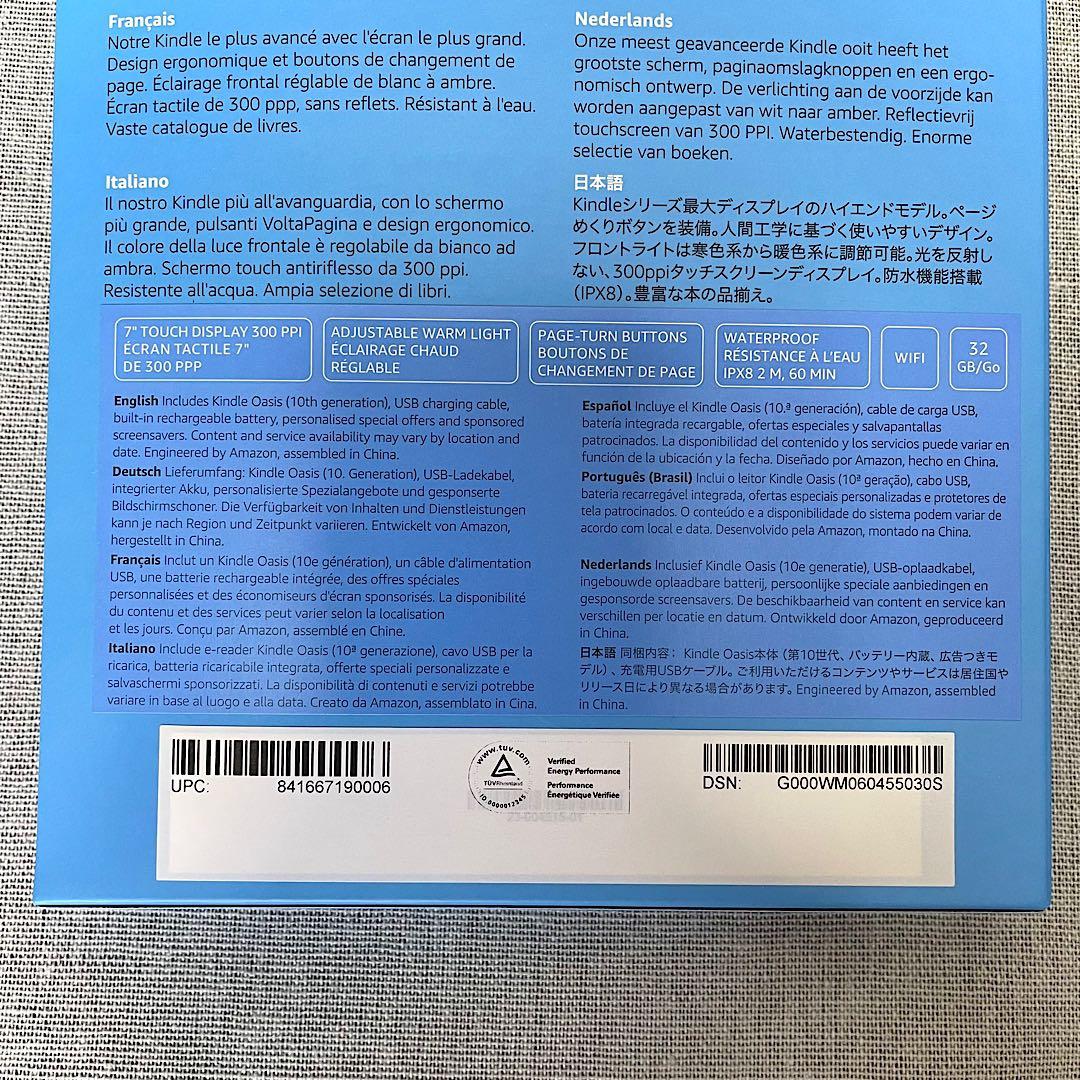 Français
Notre Kindle le plus avancé avec l'écran le plus grand.
Design ergonomique et boutons de changement de
page. Éclairage frontal réglable de blanc à ambre.
Écran tactile de 300 ppp, sans reflets. Résistant à l'eau.
Vaste catalogue de livres.
Nederlands
Onze meest geavanceerde Kindle ooit heeft het
grootste scherm, paginaomslagknoppen en een ergo-
nomisch ontwerp. De verlichting aan de voorzijde kan
worden aangepast van wit naar amber. Reflectievrij
touchscreen van 300 PPI. Waterbestendig. Enorme
selectie van boeken.
Italiano
Il nostro Kindle più all'avanguardia, con lo schermo
più grande, pulsanti VoltaPagina e design ergonomico.
Il colore della luce frontale è regolabile da bianco ad
ambra. Schermo touch antiriflesso da 300 ppi.
Resistente all'acqua. Ampia selezione di libri.
日本語
Kindleシリーズ最大ディスプレイのハイエンドモデル。ページ
めくりボタンを装備。人間工学に基づく使いやすいデザイン。
フロントライトは寒色系から暖色系に調節可能。光を反射し
ない、300ppiタッチスクリーンディスプレイ。防水機能搭載
(IPX8)。豊富な本の品揃え。
7" TOUCH DISPLAY 300 PPI
ÉCRAN TACTILE 7"
DE 300 PPP
ADJUSTABLE WARM LIGHT
ÉCLAIRAGE CHAUD
RÉGLABLE
PAGE-TURN BUTTONS
BOUTONS DE
CHANGEMENT DE PAGE
WATERPROOF
RÉSISTANCE À L'EAU
IPX8 2 M, 60 MIN
WIFI
32
GB/Go
English Includes Kindle Oasis (10th generation), USB charging cable,
built-in rechargeable battery, personalised special offers and sponsored
screensavers. Content and service availability may vary by location and
date. Engineered by Amazon, assembled in China.
Deutsch Lieferumfang: Kindle Oasis (10. Generation), USB-Ladekabel,
integrierter Akku, personalisierte Spezialangebote und gesponserte
Bildschirmschoner. Die Verfügbarkeit von Inhalten und Dienstleistungen
kann je nach Region und Zeitpunkt variieren. Entwickelt von Amazon,
hergestellt in China.
Français Inclut un Kindle Oasis (10e génération), un câble d'alimentation
USB, une batterie rechargeable intégrée, des offres spéciales
personnalisées et des économiseurs d'écran sponsorisés. La disponibilité
du contenu et des services peut varier selon la localisation
et les jours. Conçu par Amazon, assemblé en Chine.
Italiano Include e-reader Kindle Oasis (10ª generazione), cavo USB per la
ricarica, batteria ricaricabile integrata, offerte speciali personalizzate e
salvaschermi sponsorizzati. La disponibilità di contenuti e servizi potrebbe
variare in base al luogo e alla data. Creato da Amazon, assemblato in Cina.
Español Incluye el Kindle Oasis (10.ª generación), cable de carga USB,
batería integrada recargable, ofertas especiales y salvapantallas
patrocinados. La disponibilidad del contenido y los servicios puede variar en
función de la ubicación y la fecha. Diseñado por Amazon, hecho en China.
Português (Brasil) Inclui o leitor Kindle Oasis (10ª geração), cabo USB,
bateria recarregável integrada, ofertas especiais personalizadas e protetores de
tela patrocinados. O conteúdo e a disponibilidade do sistema podem variar de
acordo com local e data. Desenvolvido pela Amazon, montado na China.
Nederlands Inclusief Kindle Oasis (10e generatie), USB-oplaadkabel,
ingebouwde oplaadbare batterij, persoonlijke speciale aanbiedingen en
gesponsorde screensavers. De beschikbaarheid van content en service kan
verschillen per locatie en datum. Ontwikkeld door Amazon, geproduceerd
in China.
日本語 同梱内容： Kindle Oasis本体（第10世代、バッテリー内蔵、広告つきモ
デル）、充電用USBケーブル。ご利用いただけるコンテンツやサービスは居住国や
リリース日により異なる場合があります。Engineered by Amazon, assembled
in China.
UPC: 841667190006
www.tuv.com
TÜVRheinland
ID 0000012345
Verified
Energy Performance
Performance
Énergétique Vérifiée
DSN: G000WM060455030S